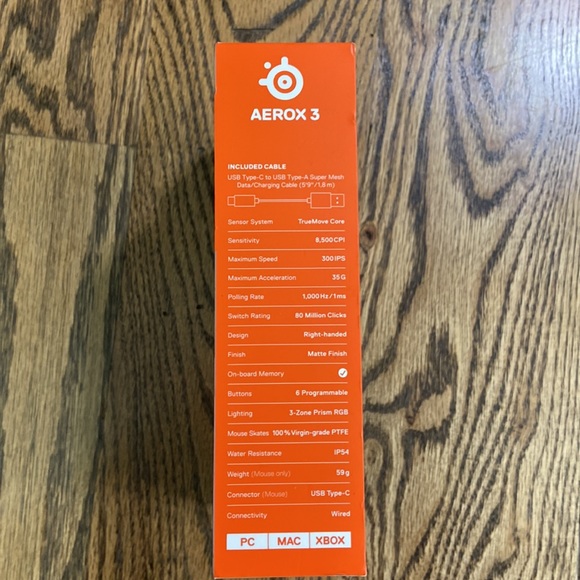 AEROX 3
INCLUDED CABLE
USB Type-C to USB Type-A Super Mesh
Data/Charging Cable (5'9"/1.8 m)
Sensor System TrueMove Core
Sensitivity 8,500 CPI
Maximum Speed 300 IPS
Maximum Acceleration 35 G
Polling Rate 1,000 Hz/1ms
Switch Rating 80 Million Clicks
Design Right-handed
Finish Matte Finish
On-board Memory
Buttons 6 Programmable
Lighting 3-Zone Prism RGB
Mouse Skates 100% Virgin-grade PTFE
Water Resistance IP54
Weight (Mouse only) 59 g
Connector (Mouse) USB Type-C
Connectivity Wired
PC MAC XBOX